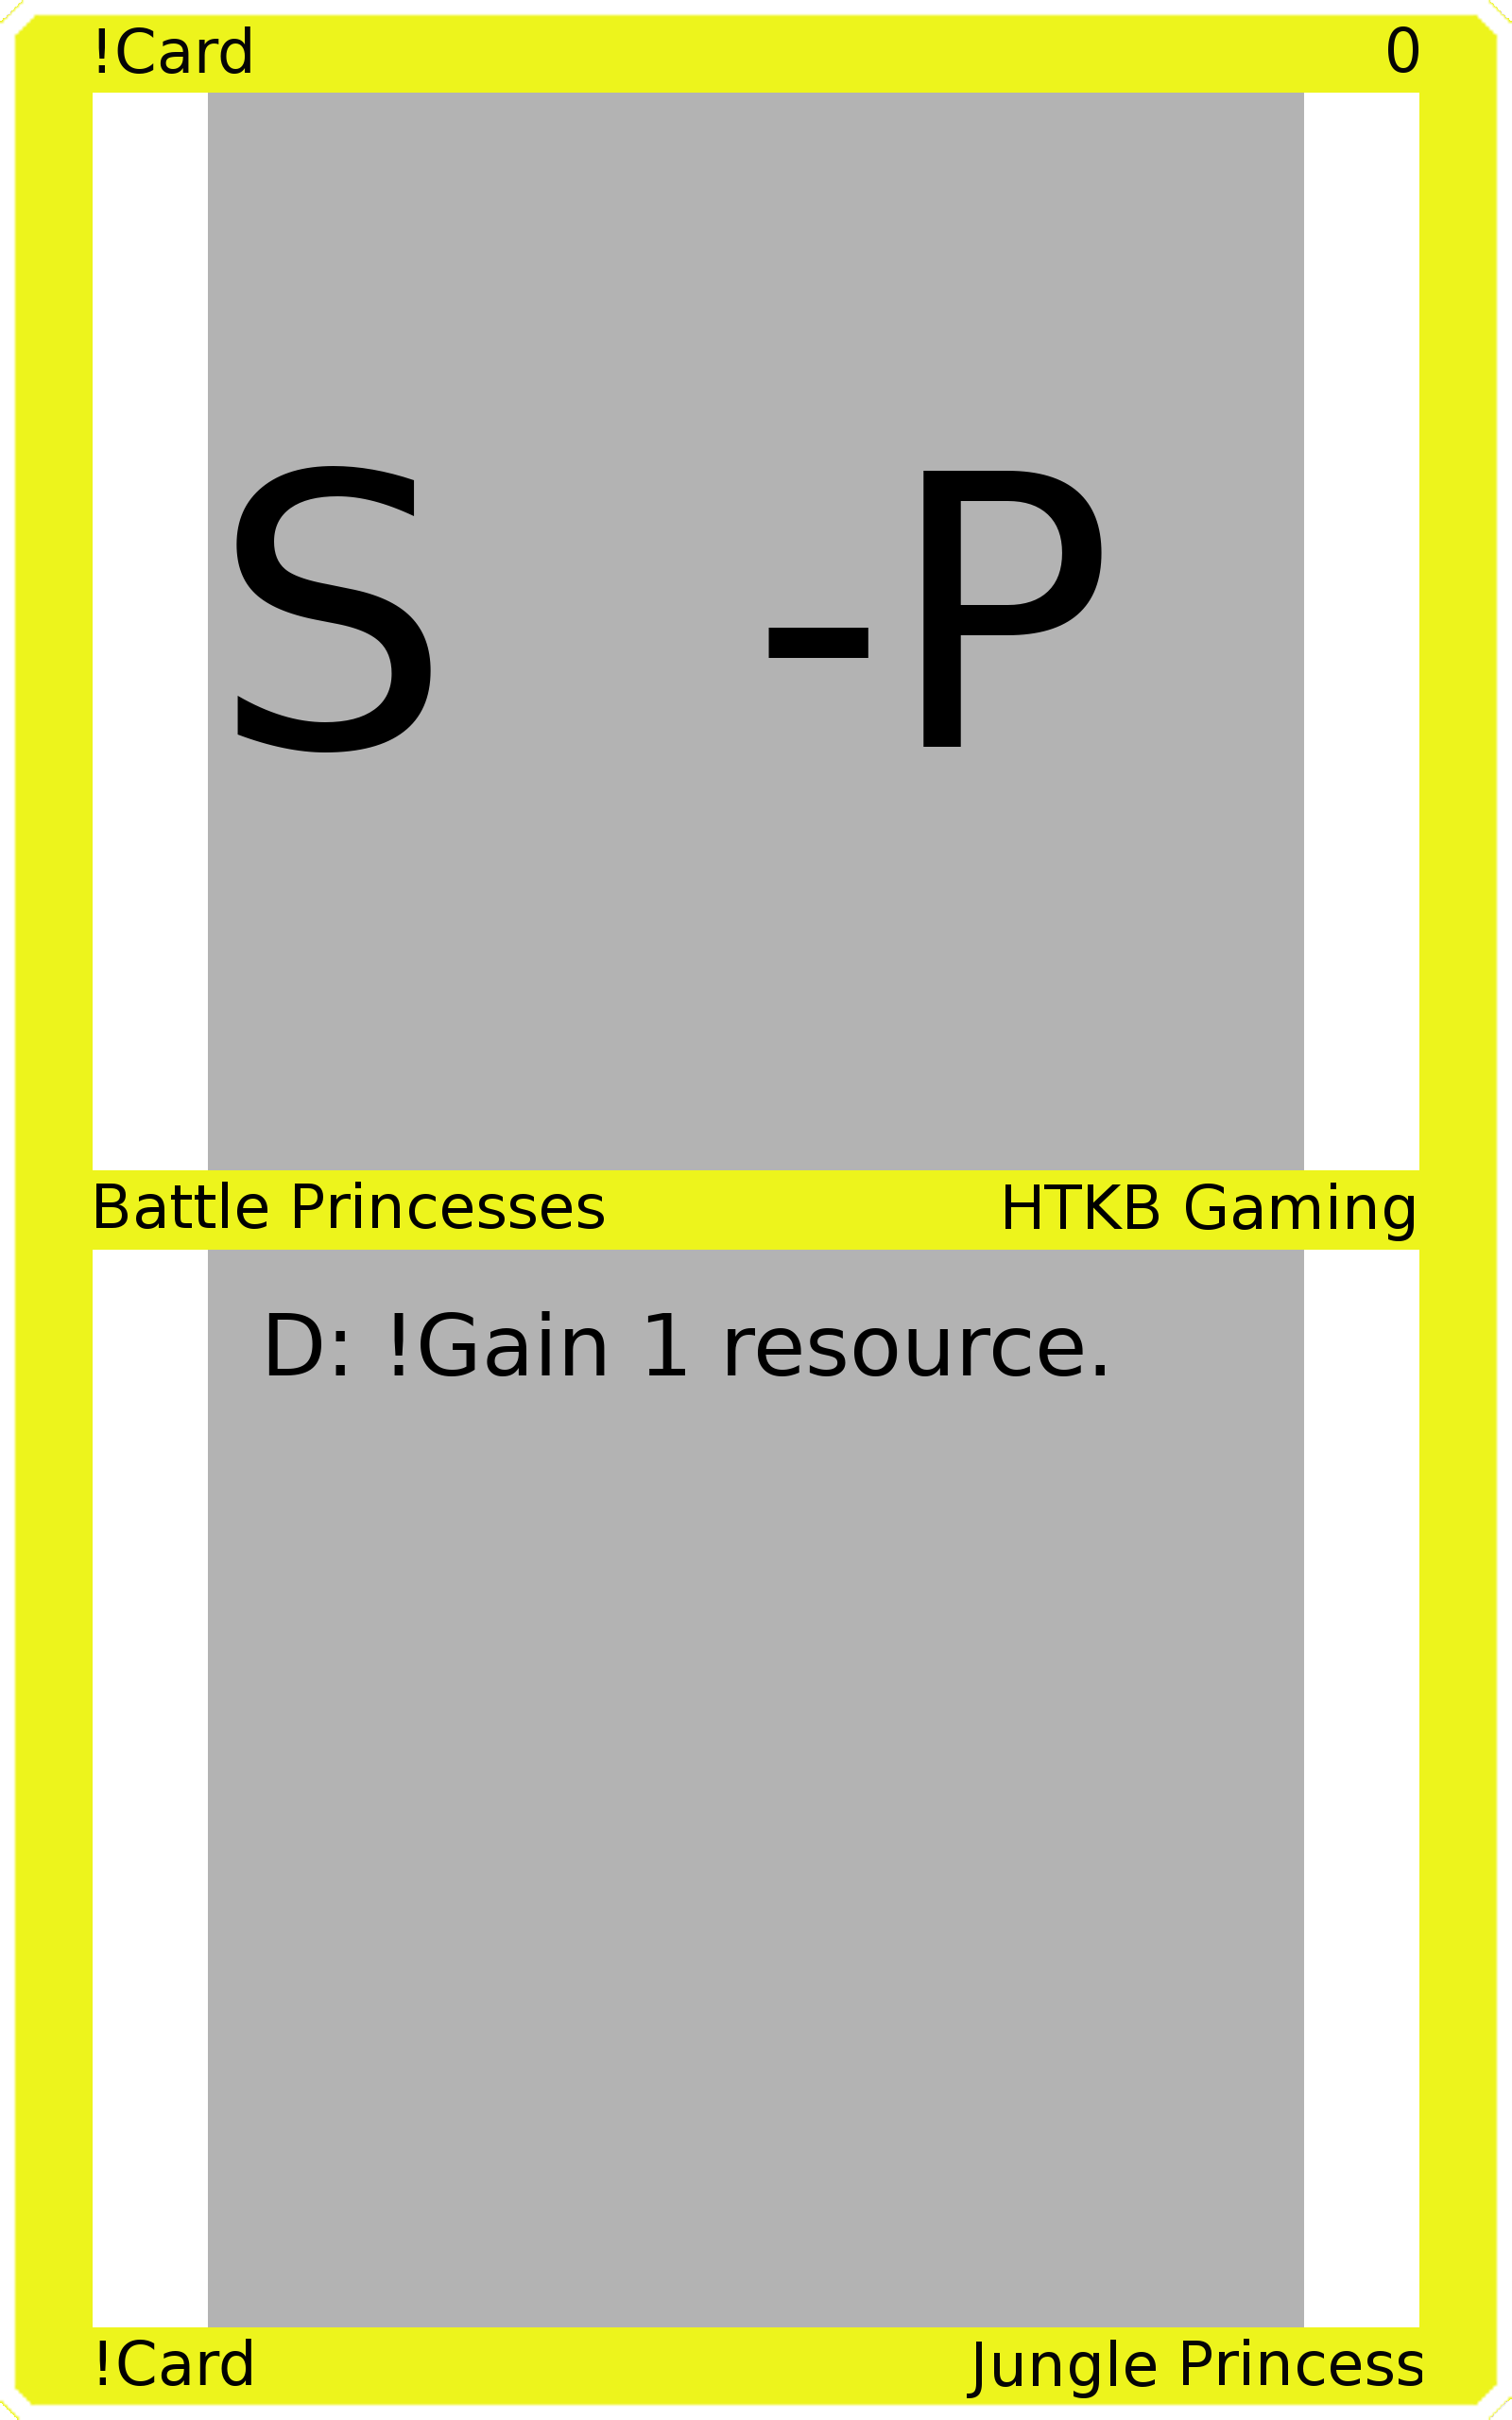 !Card 0
S -P
Battle Princesses HTKB Gaming
D: !Gain 1 resource.
!Card Jungle Princess